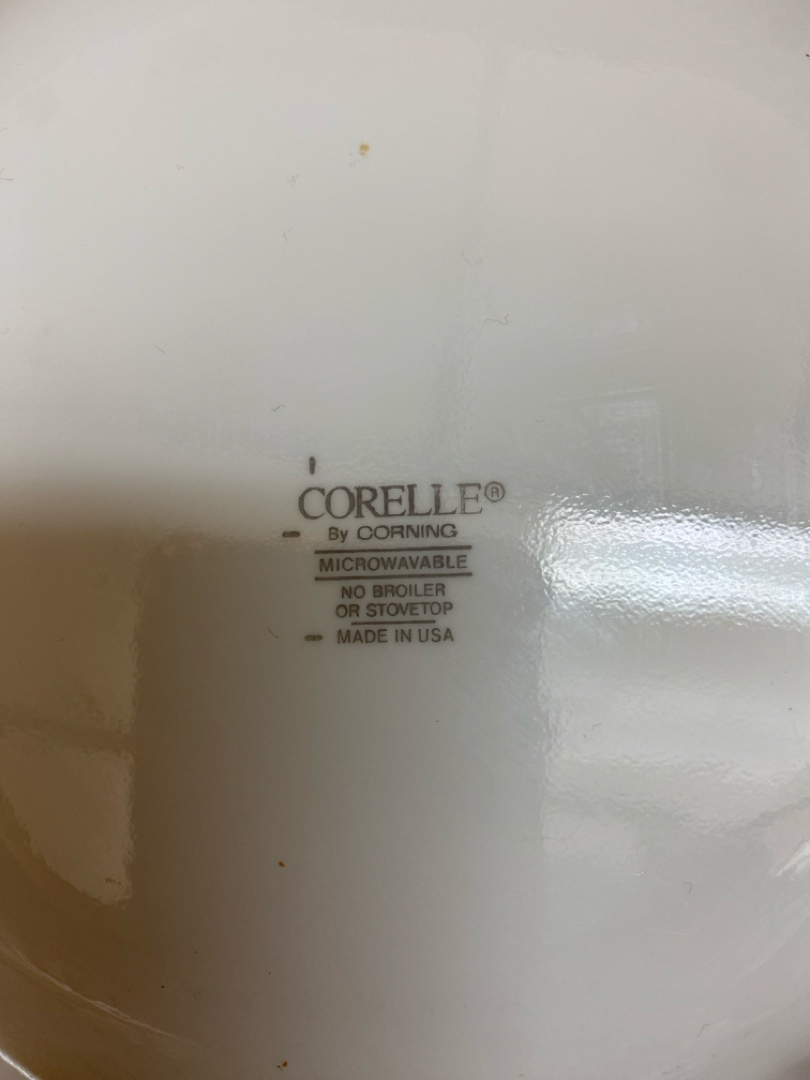 CORELLE®
By CORNING
MICROWAVABLE
NO BROILER
OR STOVETOP
MADE IN USA